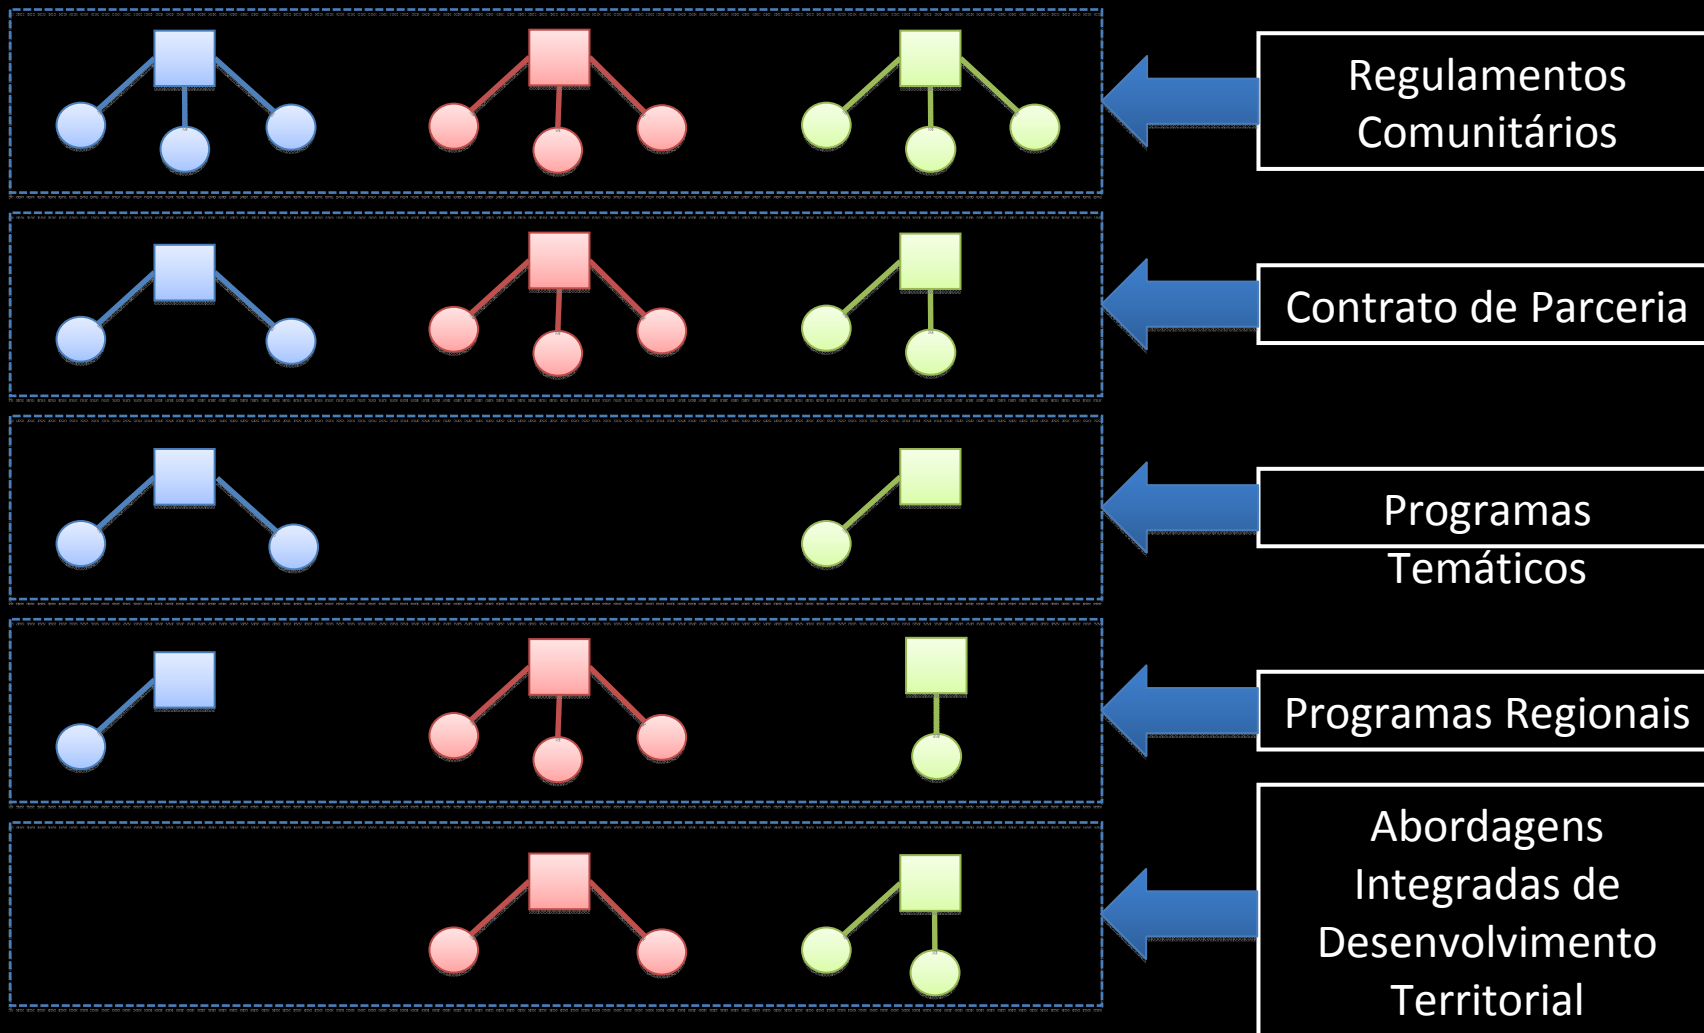 Regulamentos
Comunitários
Contrato de Parceria
Programas
Temáticos
Programas Regionais
Abordagens
Integradas de
Desenvolvimento
Territorial